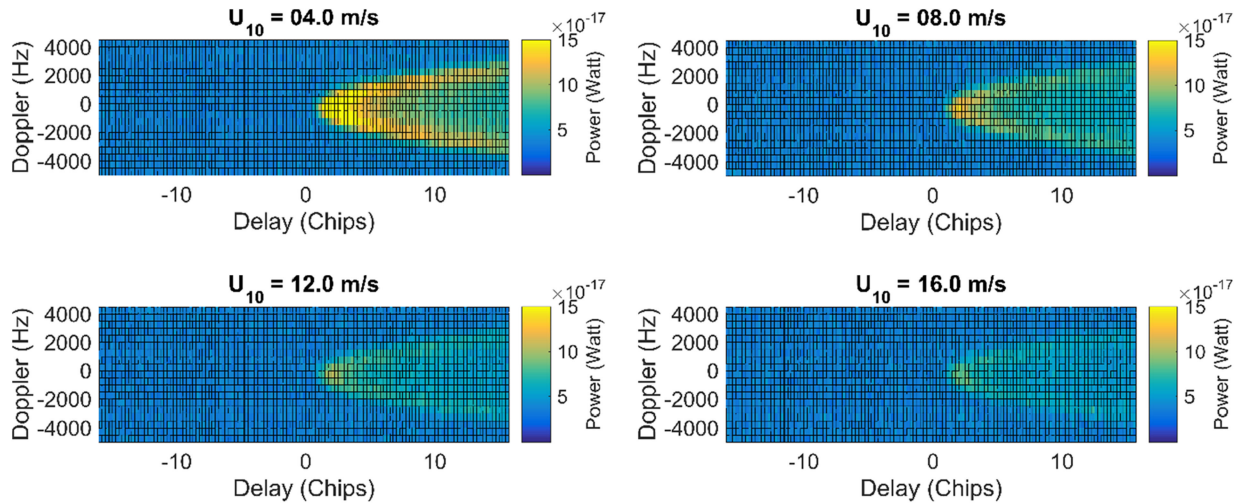 U10 = 04.0 m/s
×10-17
15
10
5
Power (Watt)
4000
2000
0
-2000
-4000
Doppler (Hz)
-10 0 10
Delay (Chips)
U10 = 08.0 m/s
×10-17
15
10
5
Power (Watt)
4000
2000
0
-2000
-4000
Doppler (Hz)
-10 0 10
Delay (Chips)
U10 = 12.0 m/s
×10-17
15
10
5
Power (Watt)
4000
2000
0
-2000
-4000
Doppler (Hz)
-10 0 10
Delay (Chips)
U10 = 16.0 m/s
×10-17
15
10
5
Power (Watt)
4000
2000
0
-2000
-4000
Doppler (Hz)
-10 0 10
Delay (Chips)